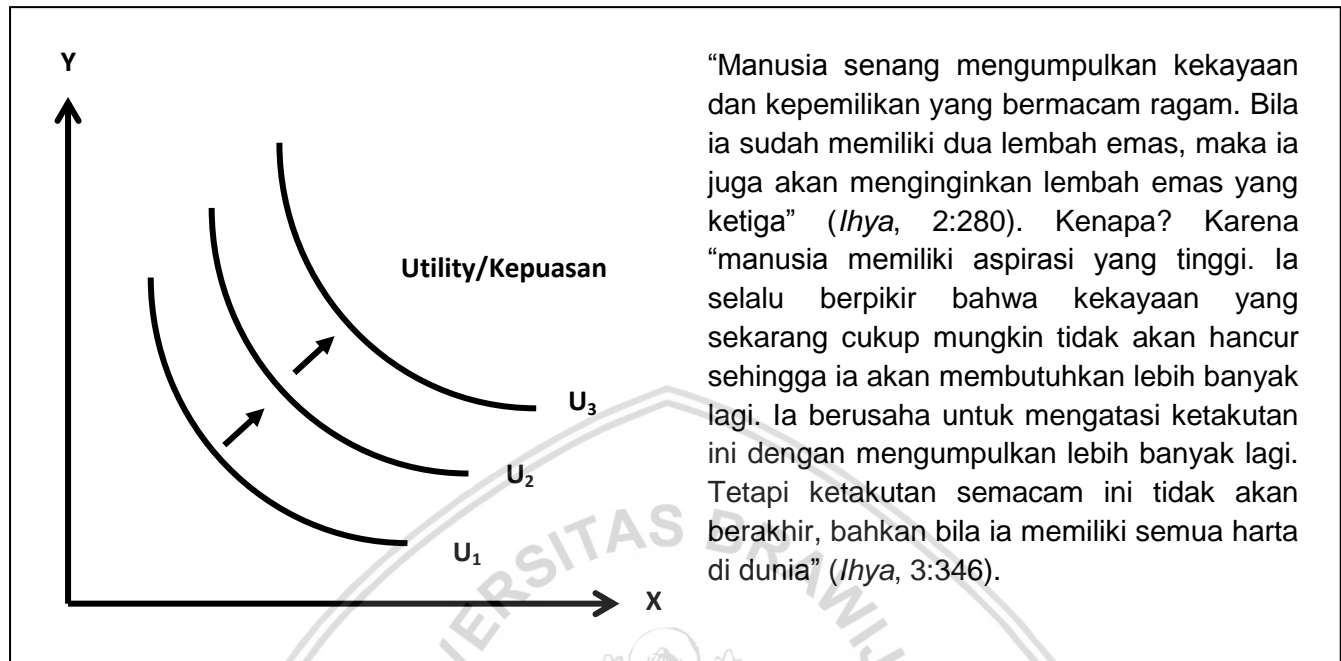 Y
Utility/Kepuasan
U₃
U₂
U₁
X
“Manusia senang mengumpulkan kekayaan
dan kepemilikan yang bermacam ragam. Bila
ia sudah memiliki dua lembah emas, maka ia
juga akan menginginkan lembah emas yang
ketiga” (Ihya, 2:280). Kenapa? Karena
“manusia memiliki aspirasi yang tinggi. Ia
selalu berpikir bahwa kekayaan yang
sekarang cukup mungkin tidak akan hancur
sehingga ia akan membutuhkan lebih banyak
lagi. Ia berusaha untuk mengatasi ketakutan
ini dengan mengumpulkan lebih banyak lagi.
Tetapi ketakutan semacam ini tidak akan
berakhir, bahkan bila ia memiliki semua harta
di dunia” (Ihya, 3:346).